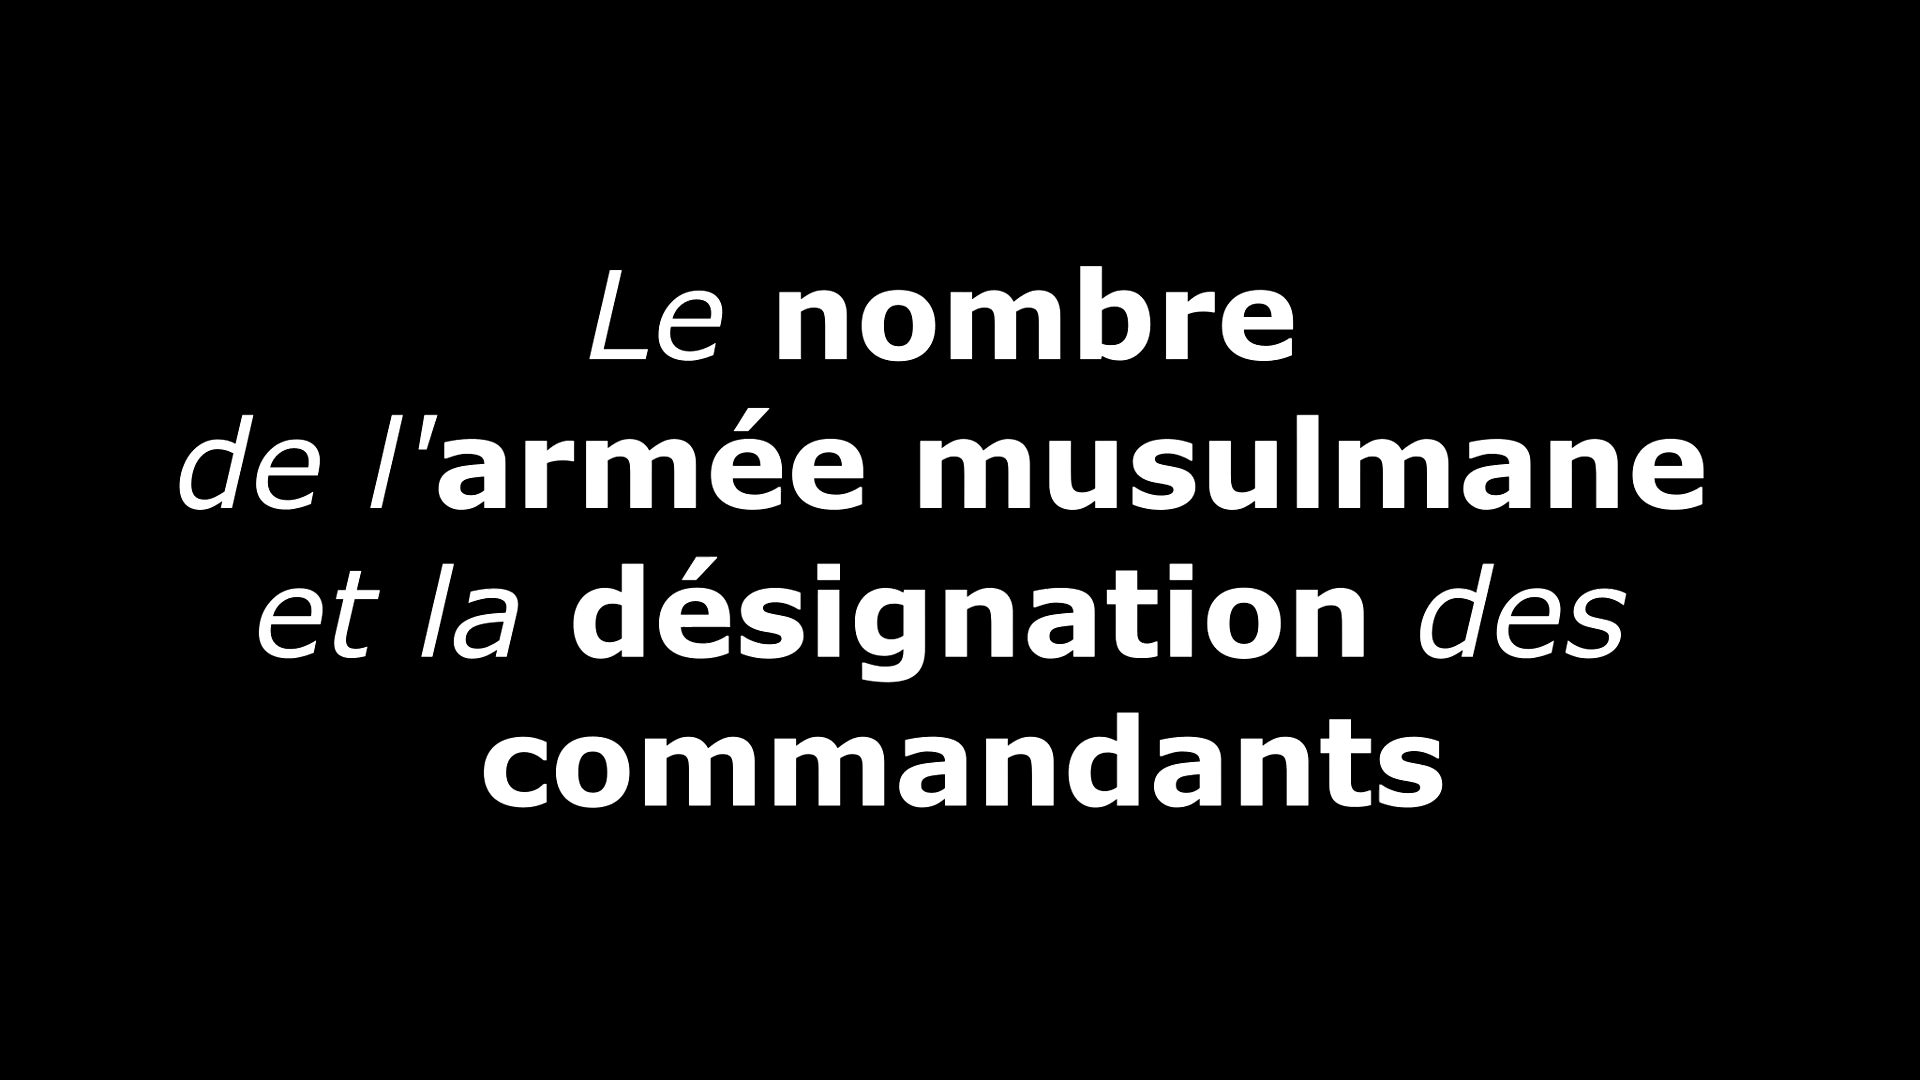 Le nombre
de l'armée musulmane
et la désignation des
commandants